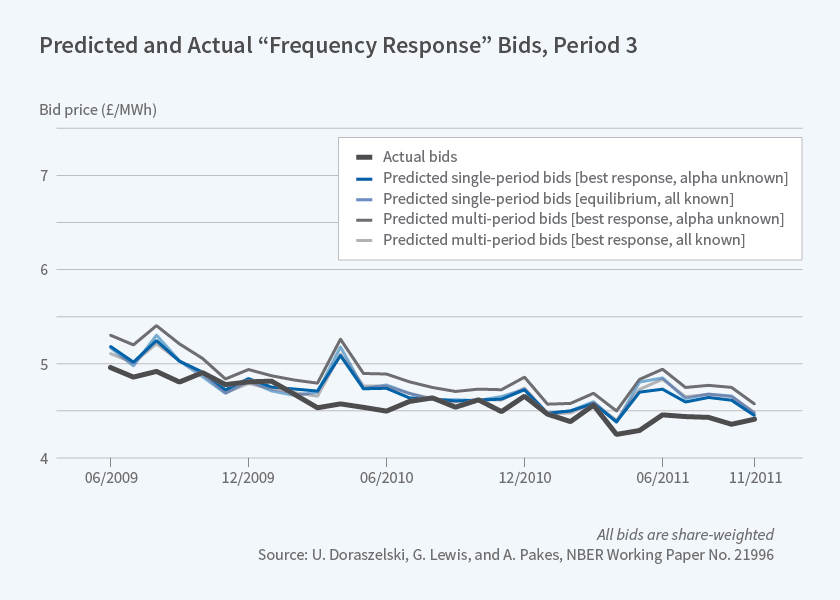 Predicted and Actual “Frequency Response” Bids, Period 3
Bid price (£/MWh)
Actual bids
Predicted single-period bids [best response, alpha unknown]
Predicted single-period bids [equilibrium, all known]
Predicted multi-period bids [best response, alpha unknown]
Predicted multi-period bids [best response, all known]
7
6
5
4
06/2009 12/2009 06/2010 12/2010 06/2011 11/2011
All bids are share-weighted
Source: U. Doraszelski, G. Lewis, and A. Pakes, NBER Working Paper No. 21996